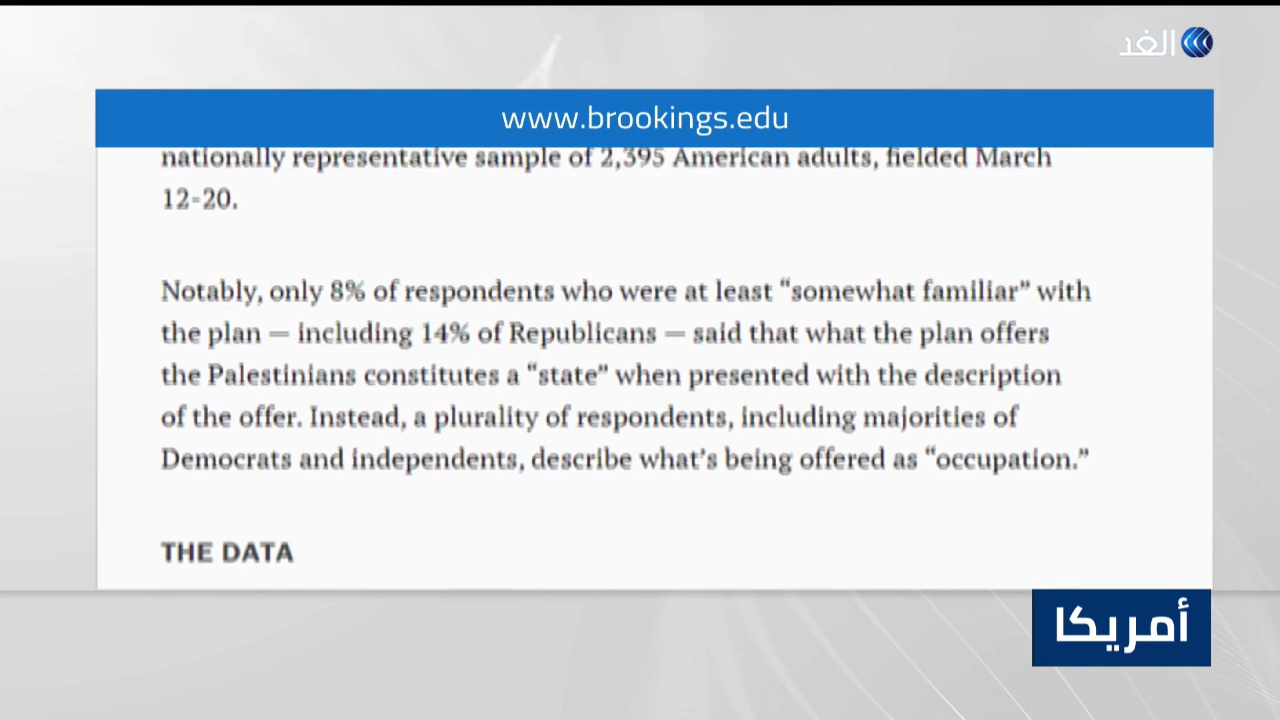 الغد
www.brookings.edu
nationally representative sample of 2,395 American adults, fielded March
12-20.
Notably, only 8% of respondents who were at least “somewhat familiar” with
the plan — including 14% of Republicans — said that what the plan offers
the Palestinians constitutes a “state” when presented with the description
of the offer. Instead, a plurality of respondents, including majorities of
Democrats and independents, describe what’s being offered as “occupation.”
THE DATA
أمريكا